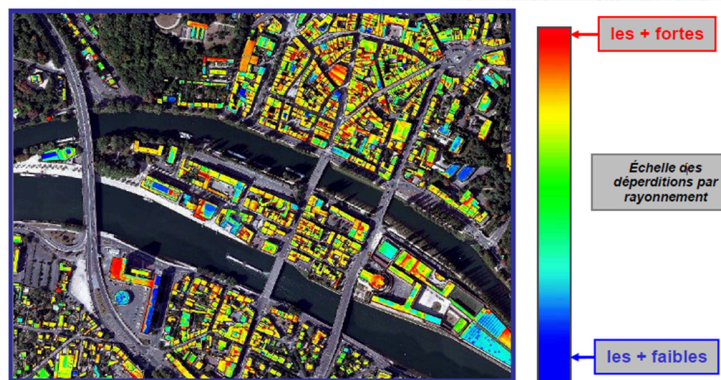 les + fortes
Échelle des
déperditions par
rayonnement
les + faibles